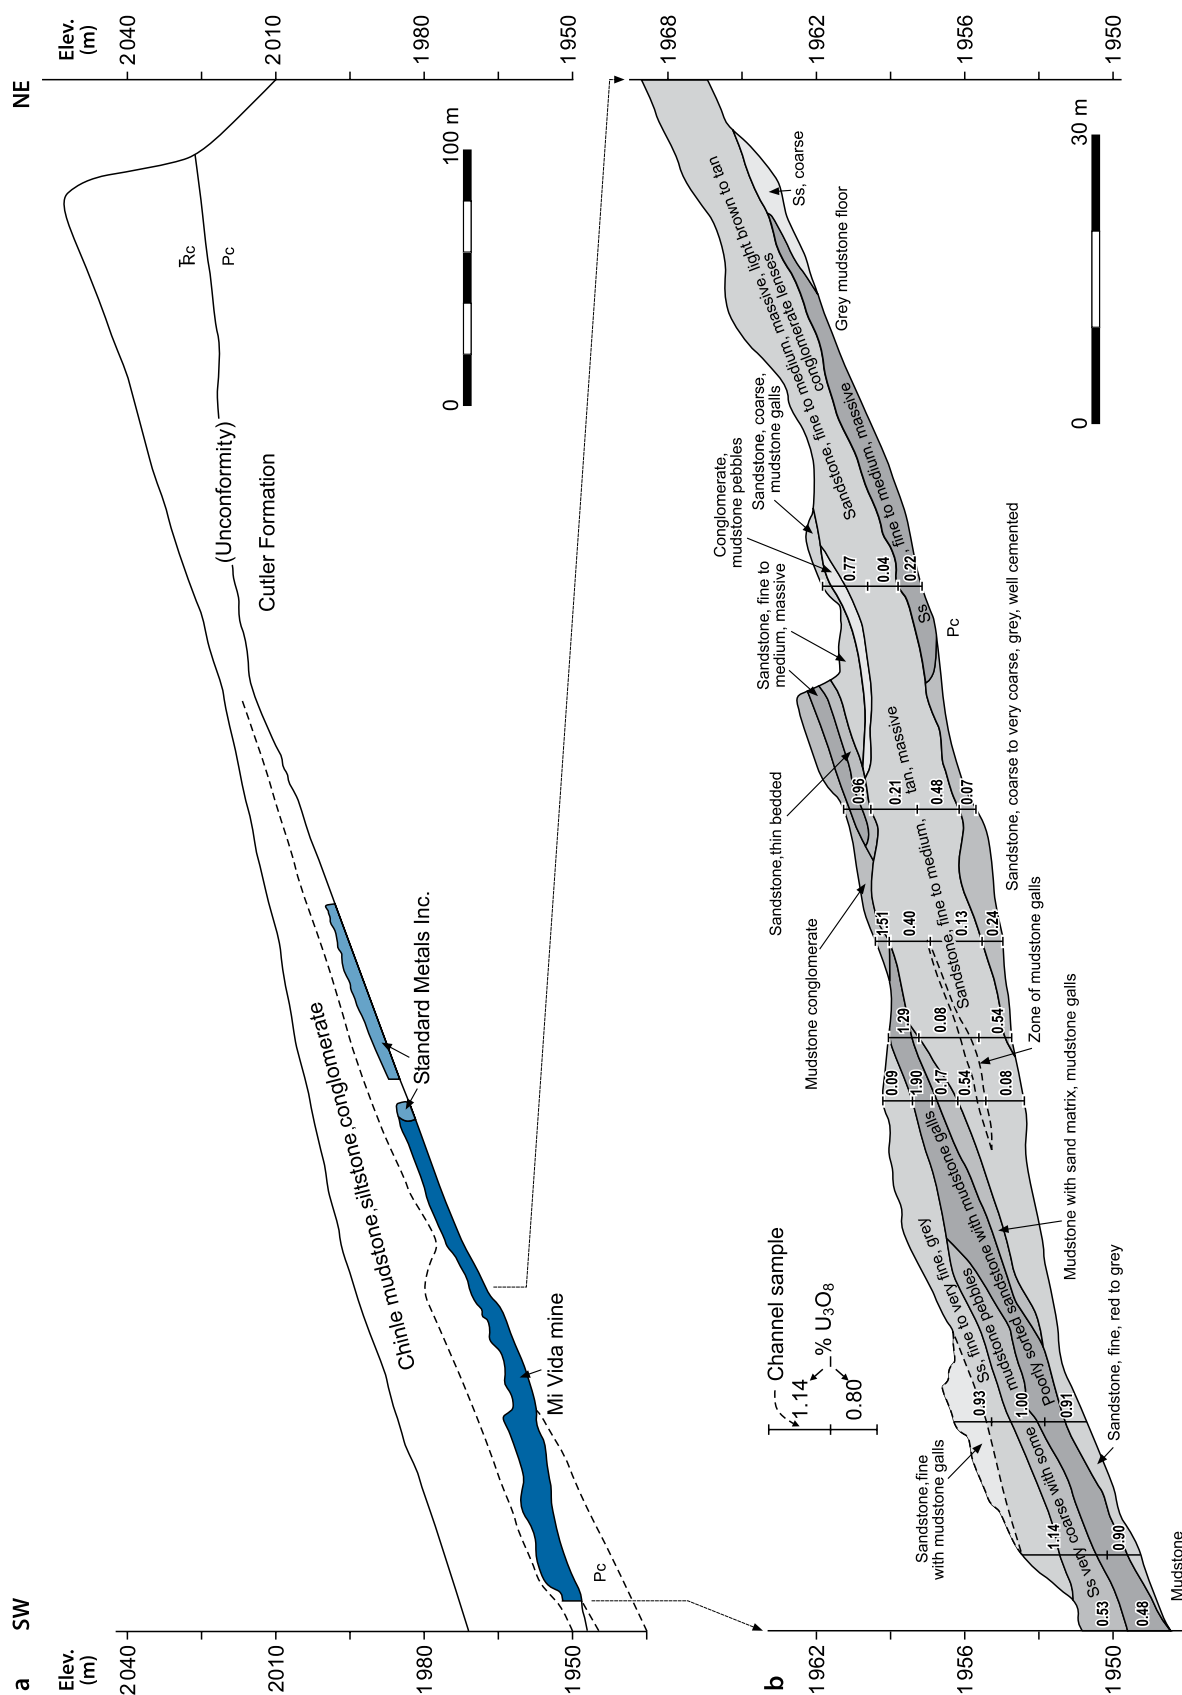 a
SW
NE
Elev.
(m)
2040
2010
1980
1950
Elev.
(m)
2040
2010
1980
1950
T̄Rc
Pc
(Unconformity)
Cutler Formation
Chinle mudstone, siltstone, conglomerate
Standard Metals Inc.
Mi Vida mine
Pc
0
100 m
b
1962
1956
1950
1968
1962
1956
1950
Channel sample
1.14
% U3O8
0.80
Sandstone, fine
with mudstone galls
Mudstone conglomerate
Sandstone, thin bedded
Sandstone, fine to
medium, massive
Conglomerate,
mudstone pebbles
Sandstone, coarse,
mudstone galls
Ss, coarse
Grey mudstone floor
Sandstone, fine to medium, massive, light brown to tan
conglomerate lenses
Ss, fine to medium, massive
Pc
Sandstone, fine to medium, tan, massive
Sandstone, coarse to very coarse, grey, well cemented
Zone of mudstone galls
Mudstone with sand matrix, mudstone galls
Sandstone, fine, red to grey
Mudstone
Ss, fine to very fine, grey
Ss very coarse with some mudstone pebbles
Poorly sorted sandstone with mudstone galls
0.53
0.48
1.14
0.90
0.93
1.00
0.91
0.09
1.90
0.17
0.54
0.08
1.29
0.08
0.54
1.51
0.40
0.13
0.24
0.96
0.21
0.48
0.07
0.77
0.04
0.22
0
30 m